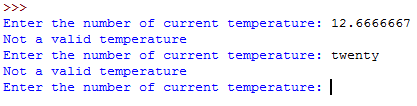 >>>
Enter the number of current temperature: 12.6666667
Not a valid temperature
Enter the number of current temperature: twenty
Not a valid temperature
Enter the number of current temperature: